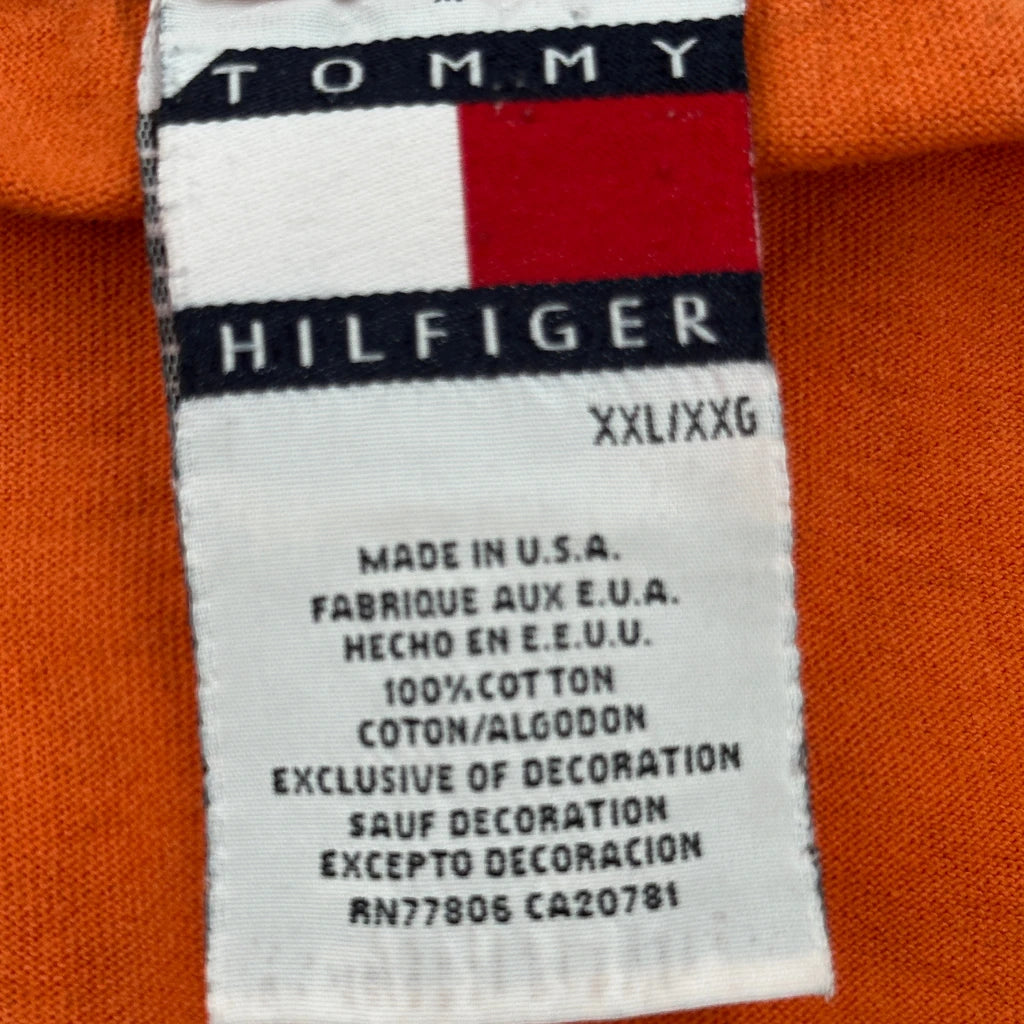 TOMMY
HILFIGER
XXL/XXG
MADE IN U.S.A.
FABRIQUE AUX E.U.A.
HECHO EN E.E.U.U.
100% COTTON
COTON/ALGODON
EXCLUSIVE OF DECORATION
SAUF DECORATION
EXCEPTO DECORACION
RN77806 CA20781